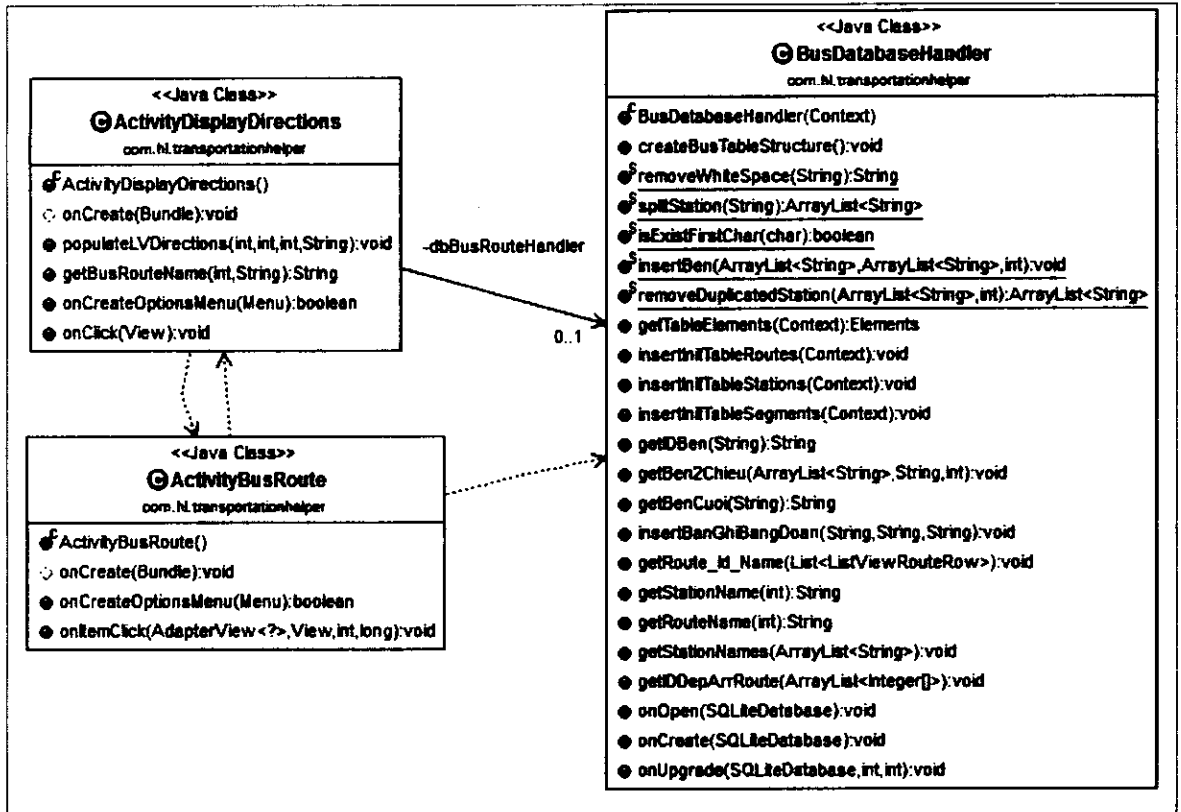 <<Java Class>>
ActivityDisplayDirections
com.hl.transportationhelper
ActivityDisplayDirections()
onCreate(Bundle):void
populateLVDirections(int,int,int,String):void
getBusRouteName(int,String):String
onCreateOptionsMenu(Menu):boolean
onClick(View):void
-dbBusRouteHandler
0..1
<<Java Class>>
ActivityBusRoute
com.hl.transportationhelper
ActivityBusRoute()
onCreate(Bundle):void
onCreateOptionsMenu(Menu):boolean
onItemClick(AdapterView<?>,View,int,long):void
<<Java Class>>
BusDatabaseHandler
com.hl.transportationhelper
BusDatabaseHandler(Context)
createBusTableStructure():void
removeWhiteSpace(String):String
splitStation(String):ArrayList<String>
isExistFirstChar(char):boolean
insertBen(ArrayList<String>,ArrayList<String>,int):void
removeDuplicatedStation(ArrayList<String>,int):ArrayList<String>
getTableElements(Context):Elements
insertInitTableRoutes(Context):void
insertInitTableStations(Context):void
insertInitTableSegments(Context):void
getIDBen(String):String
getBen2Chieu(ArrayList<String>,String,int):void
getBenCuoi(String):String
insertBanGhiBangDoan(String,String,String):void
getRoute_Id_Name(List<ListViewRouteRow>):void
getStationName(int):String
getRouteName(int):String
getStationNames(ArrayList<String>):void
getIDDepArrRoute(ArrayList<Integer[]>):void
onOpen(SQLiteDatabase):void
onCreate(SQLiteDatabase):void
onUpgrade(SQLiteDatabase,int,int):void